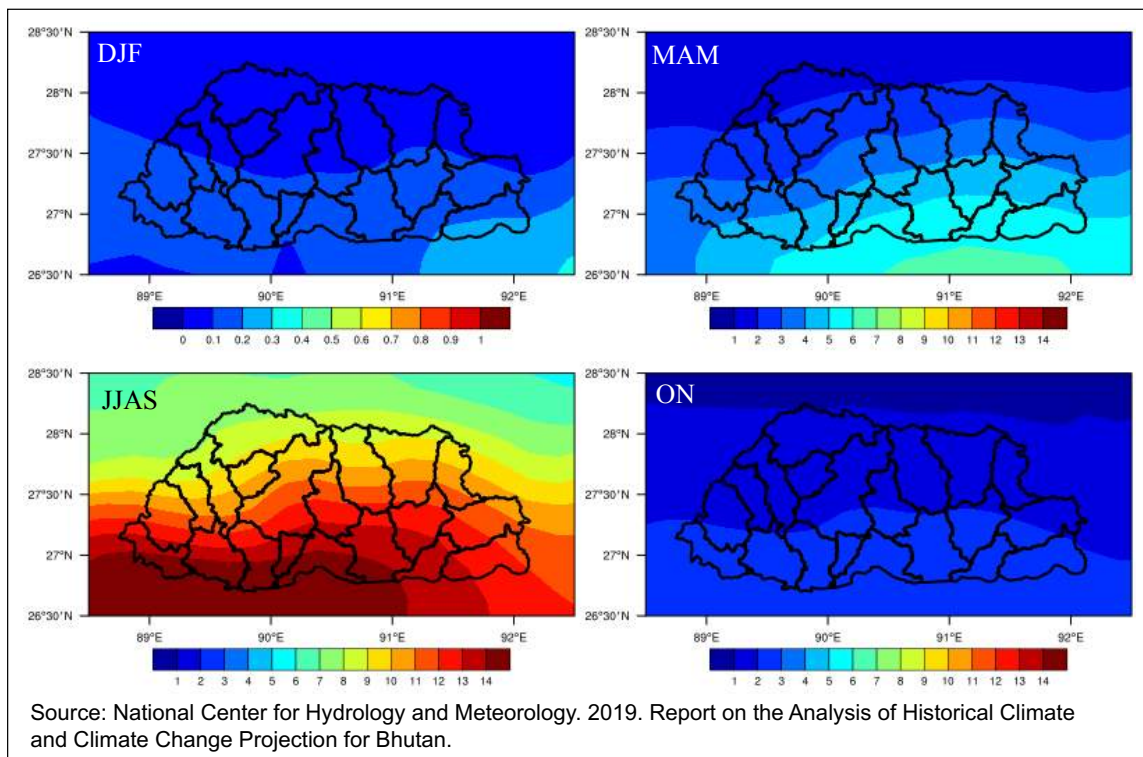 DJF
28°30′N
28°N
27°30′N
27°N
26°30′N
89°E 90°E 91°E 92°E
0 0.1 0.2 0.3 0.4 0.5 0.6 0.7 0.8 0.9 1
MAM
28°30′N
28°N
27°30′N
27°N
26°30′N
89°E 90°E 91°E 92°E
1 2 3 4 5 6 7 8 9 10 11 12 13 14
JJAS
28°30′N
28°N
27°30′N
27°N
26°30′N
89°E 90°E 91°E 92°E
1 2 3 4 5 6 7 8 9 10 11 12 13 14
ON
28°30′N
28°N
27°30′N
27°N
26°30′N
89°E 90°E 91°E 92°E
1 2 3 4 5 6 7 8 9 10 11 12 13 14
Source: National Center for Hydrology and Meteorology. 2019. Report on the Analysis of Historical Climate
and Climate Change Projection for Bhutan.